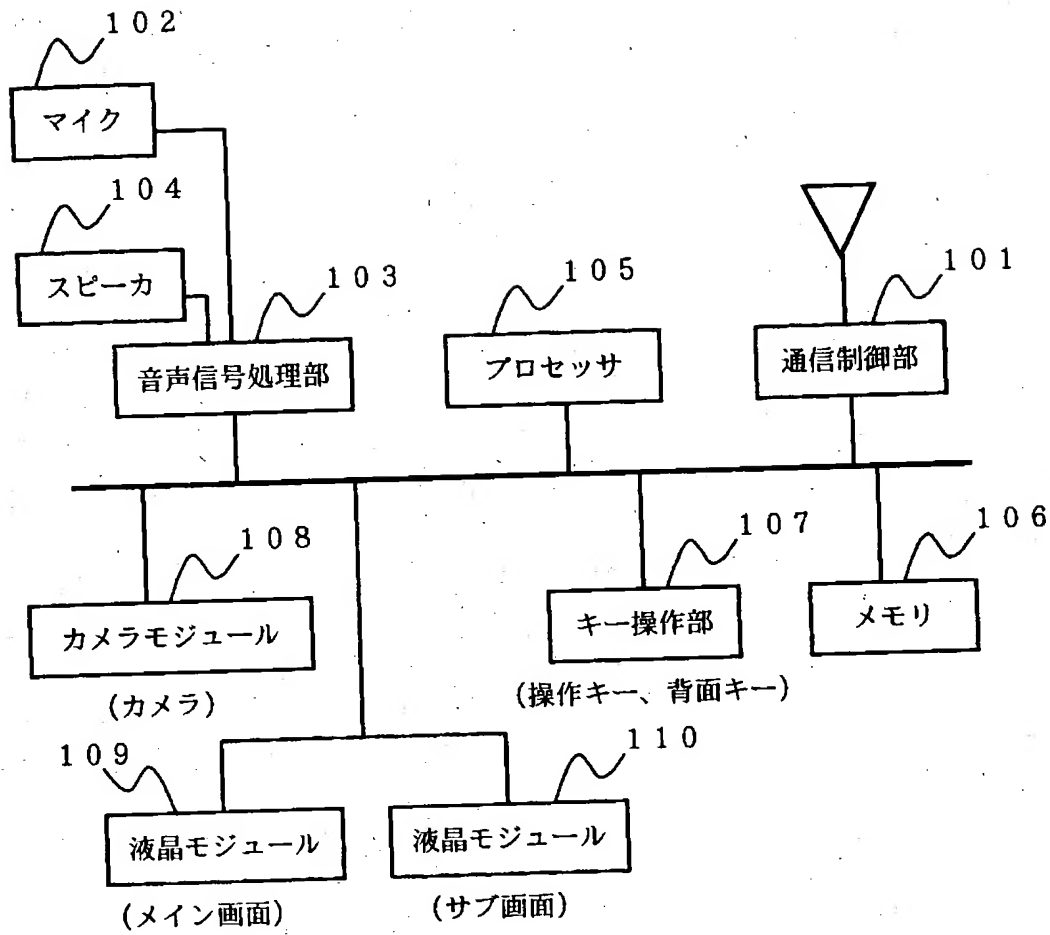 １０２
マイク
１０４
スピーカ
１０３
音声信号処理部
１０５
プロセッサ
１０１
通信制御部
１０８
カメラモジュール
(カメラ)
１０７
キー操作部
(操作キー、背面キー)
１０６
メモリ
１０９
液晶モジュール
(メイン画面)
１１０
液晶モジュール
(サブ画面)